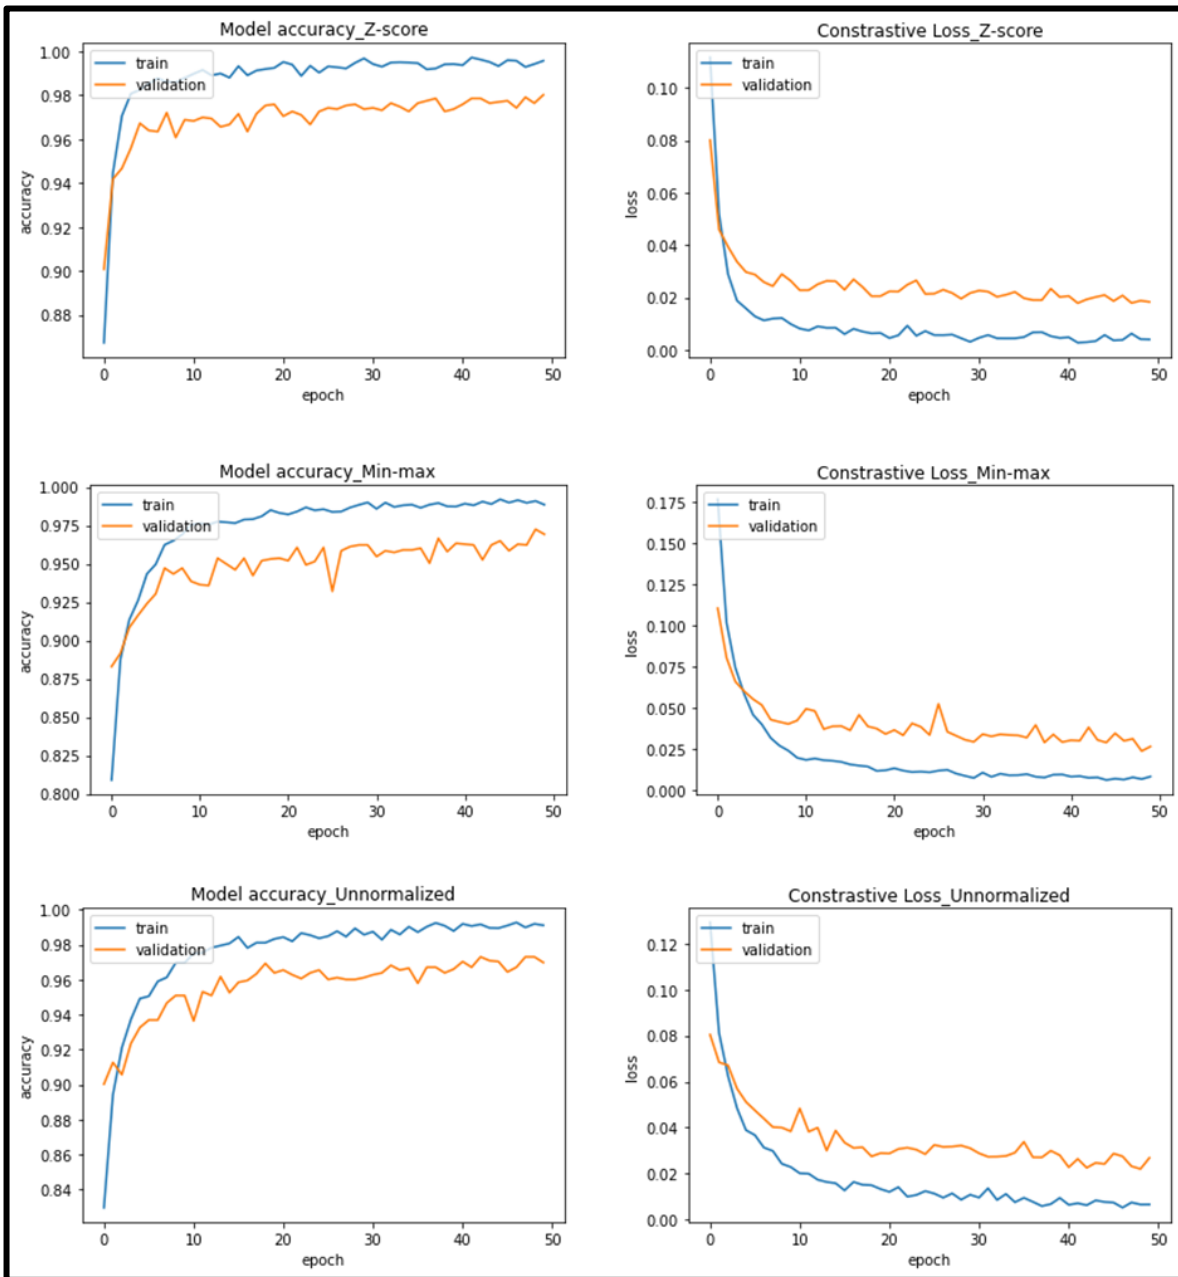 Model accuracy_Z-score
train
validation
accuracy
1.00
0.98
0.96
0.94
0.92
0.90
0.88
0 10 20 30 40 50
epoch
Constrastive Loss_Z-score
train
validation
loss
0.10
0.08
0.06
0.04
0.02
0.00
0 10 20 30 40 50
epoch
Model accuracy_Min-max
train
validation
accuracy
1.000
0.975
0.950
0.925
0.900
0.875
0.850
0.825
0.800
0 10 20 30 40 50
epoch
Constrastive Loss_Min-max
train
validation
loss
0.175
0.150
0.125
0.100
0.075
0.050
0.025
0.000
0 10 20 30 40 50
epoch
Model accuracy_Unnormalized
train
validation
accuracy
1.00
0.98
0.96
0.94
0.92
0.90
0.88
0.86
0.84
0 10 20 30 40 50
epoch
Constrastive Loss_Unnormalized
train
validation
loss
0.12
0.10
0.08
0.06
0.04
0.02
0.00
0 10 20 30 40 50
epoch